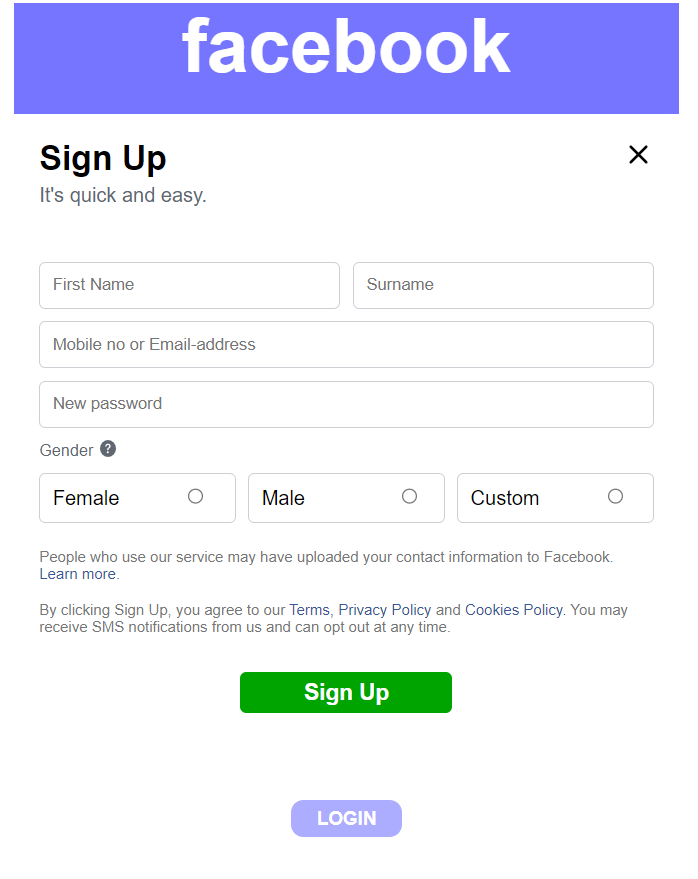 facebook
Sign Up
It's quick and easy.
First Name
Surname
Mobile no or Email-address
New password
Gender ?
Female
Male
Custom
People who use our service may have uploaded your contact information to Facebook.
Learn more.
By clicking Sign Up, you agree to our Terms, Privacy Policy and Cookies Policy. You may
receive SMS notifications from us and can opt out at any time.
Sign Up
LOGIN